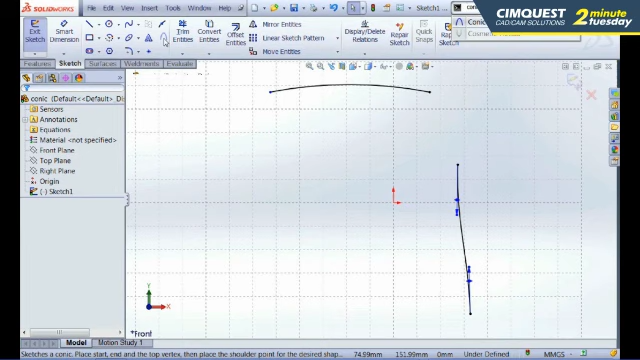 SOLIDWORKS File Edit View Insert Tools Window Help Sketch1 Conic
CIMQUEST CAD/CAM SOLUTIONS 2 minute Tuesday
Exit Sketch Smart Dimension Trim Entities Convert Entities Offset Entities Mirror Entities Display/Delete Relations Repair Sketch Quick Snaps
Linear Sketch Pattern
Move Entities
Features Sketch Surfaces Weldments Evaluate
conic (Default<<Default>_Di
Sensors
Annotations
Equations
Material <not specified>
Front Plane
Top Plane
Right Plane
Origin
(-) Sketch1
Y
X
*Front
Model Motion Study 1
Sketches a conic. Place start, end and the top vertex, then place the shoulder point for the desired shap... 74.99mm 151.99mm 0mm Under Defined MMGS